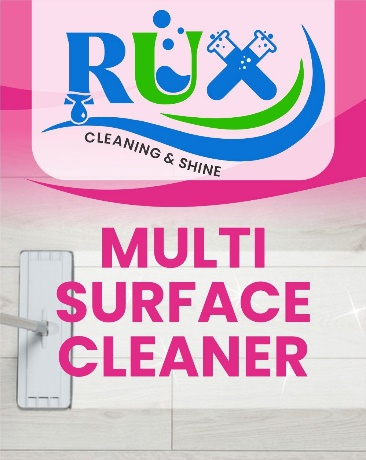 RUX
CLEANING & SHINE
MULTI
SURFACE
CLEANER